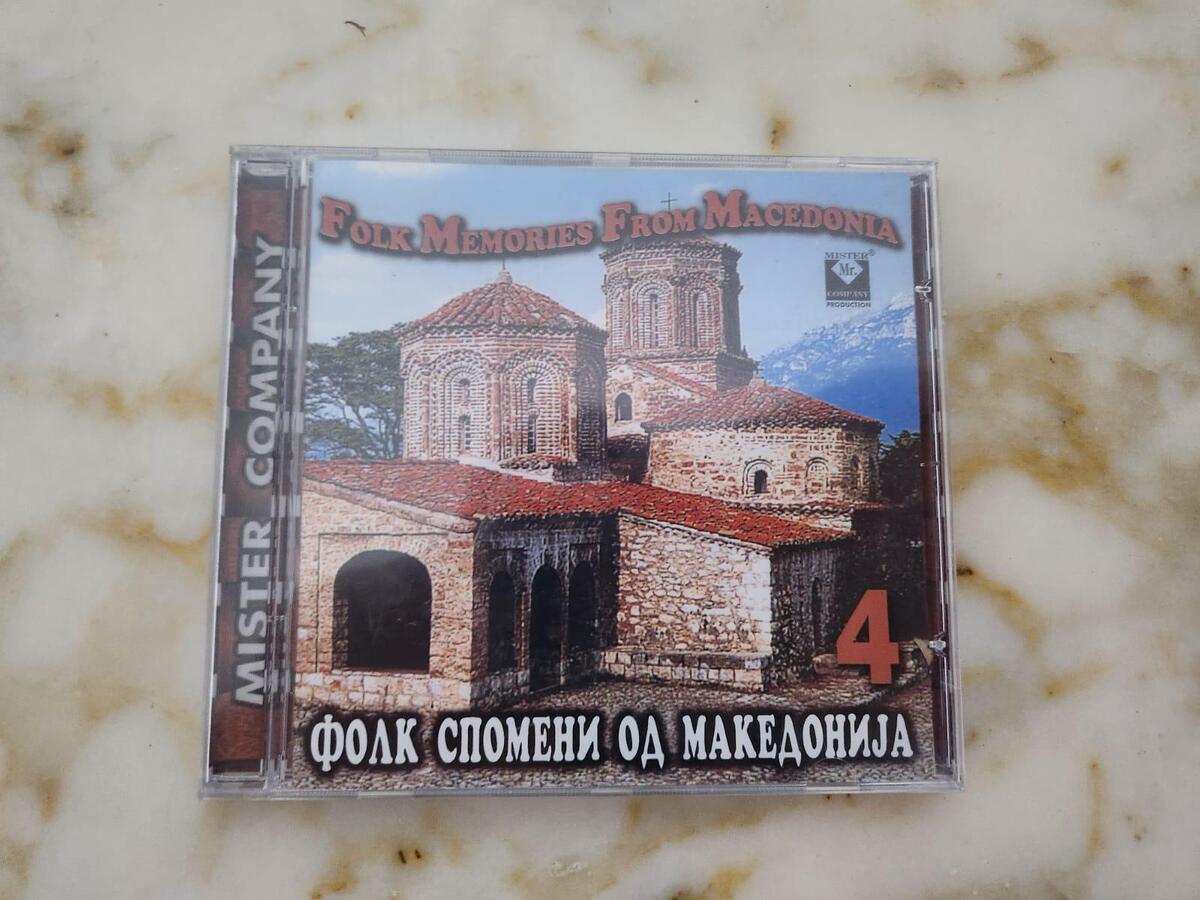 FOLK MEMORIES FROM MACEDONIA
MISTER®
Mr.
COMPANY
PRODUCTION
MISTER COMPANY
4
ФОЛК СПОМЕНИ ОД МАКЕДОНИЈА